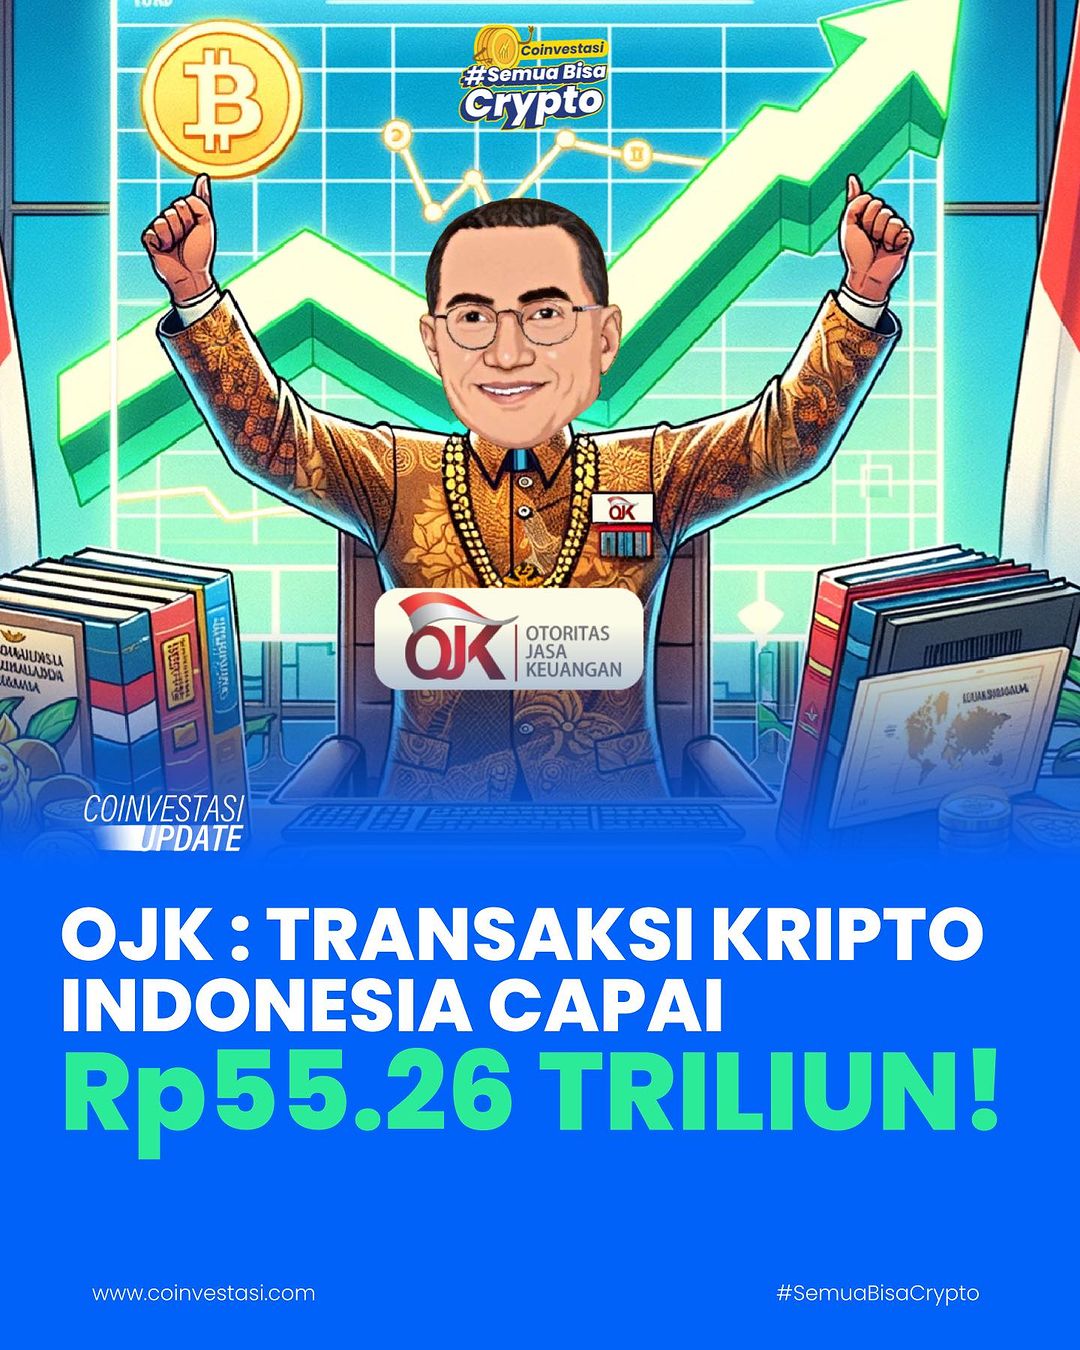 Coinvestasi
#Semua Bisa
Crypto
OJK
OJK
OTORITAS
JASA
KEUANGAN
COINVESTASI
UPDATE
OJK : TRANSAKSI KRIPTO
INDONESIA CAPAI
Rp55.26 TRILIUN!
www.coinvestasi.com
#SemuaBisaCrypto